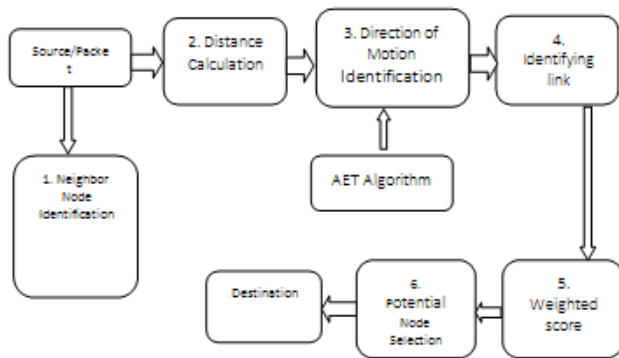 Source/Packe
t
2. Distance
Calculation
3. Direction of
Motion
Identification
4.
Identifying
link
1. Neighbor
Node
Identification
AET Algorithm
Destination
6.
Potential
Node
Selection
5.
Weighted
score